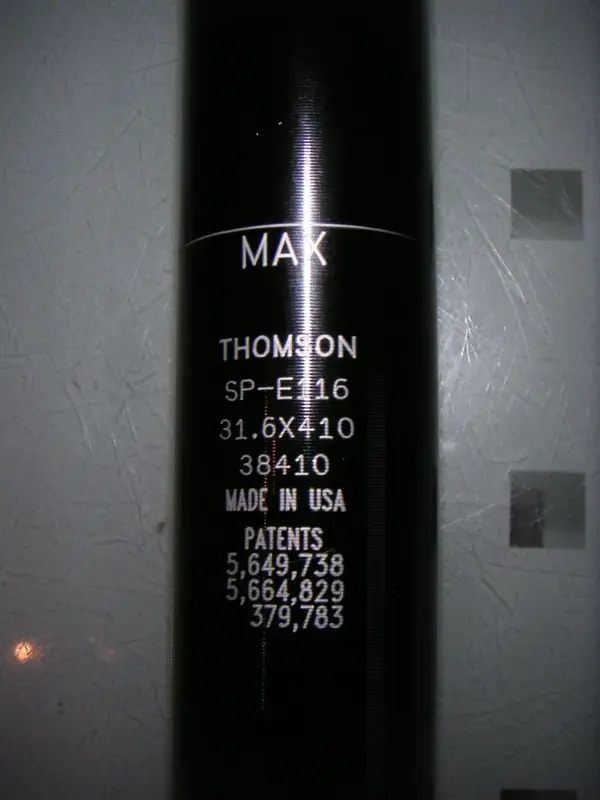 MAX
THOMSON
SP-E116
31.6X410
38410
MADE IN USA
PATENTS
5,649,738
5,664,829
379,783